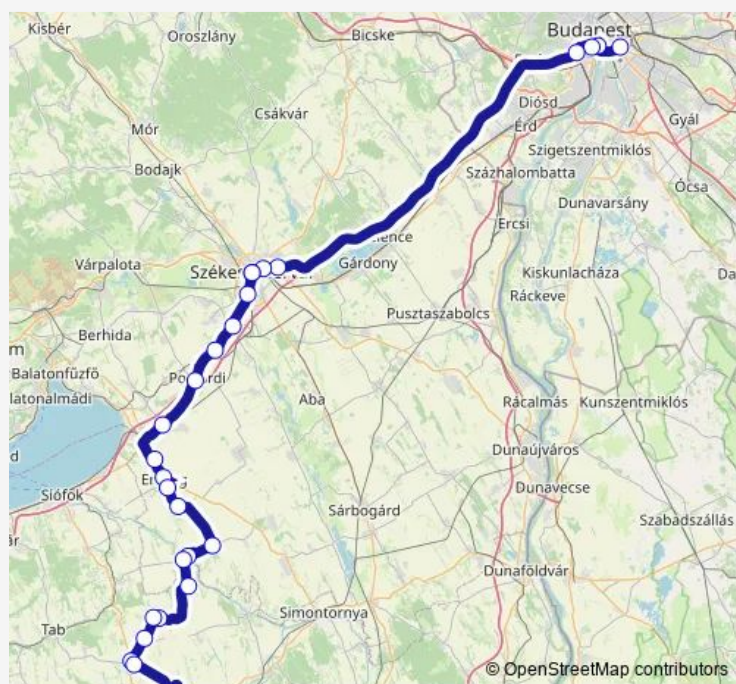 Kisbér
Oroszlány
Bicske
Budapest
Csákvár
Diósd
Gyál
Mór
Érd
Szigetszentmiklós
Bodajk
Százhalombatta
Ócsa
Dunavarsány
Ercsi
Várpalota
Gárdony
Kiskunlacháza
Ráckeve
Pusztaszabolcs
Berhida
Balatonfűzfő
latonalmádi
Aba
Rácalmás
Kunszentmiklós
Dunaújváros
Siófok
Dunavecse
Sárbogárd
Szabadszállás
Dunaföldvár
Simontornya
Tab
© OpenStreetMap contributors